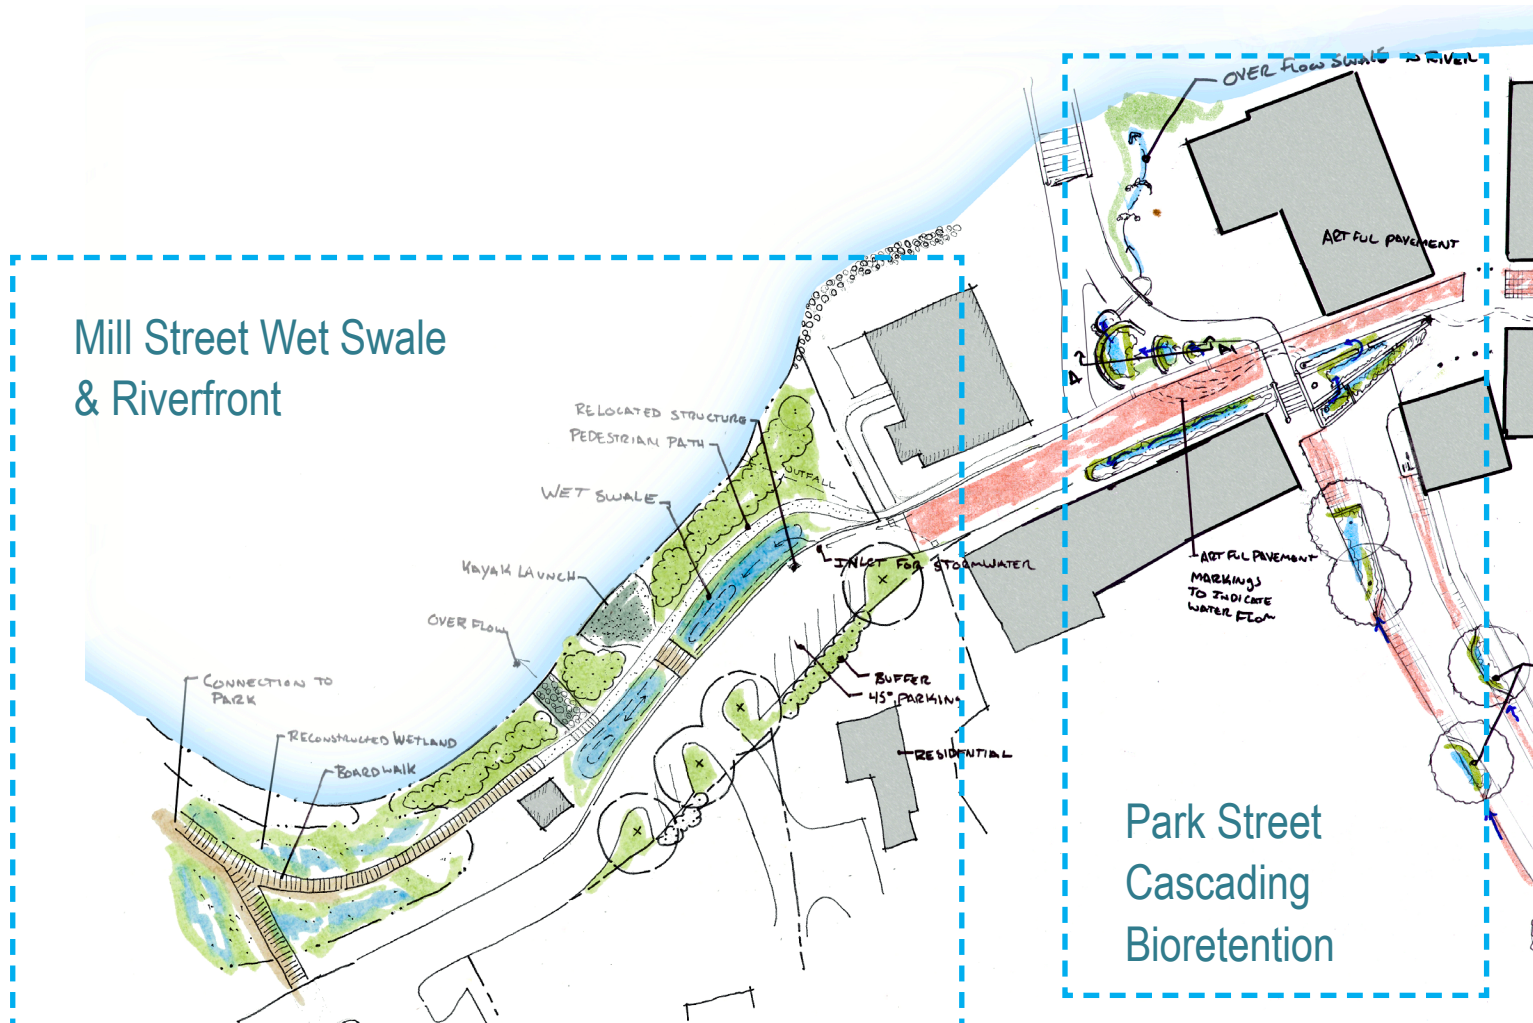 OVER FLOW SWALE TO RIVER
ARTFUL PAVEMENT
Mill Street Wet Swale
& Riverfront
RELOCATED STRUCTURE
PEDESTRIAN PATH
OUTFALL
WET SWALE
KAYAK LAUNCH
INLET FOR STORMWATER
OVER FLOW
ARTFUL PAVEMENT
MARKINGS
TO INDICATE
WATER FLOW
CONNECTION TO
PARK
BUFFER
45° PARKING
RECONSTRUCTED WETLAND
BOARDWALK
RESIDENTIAL
A
A
Park Street
Cascading
Bioretention